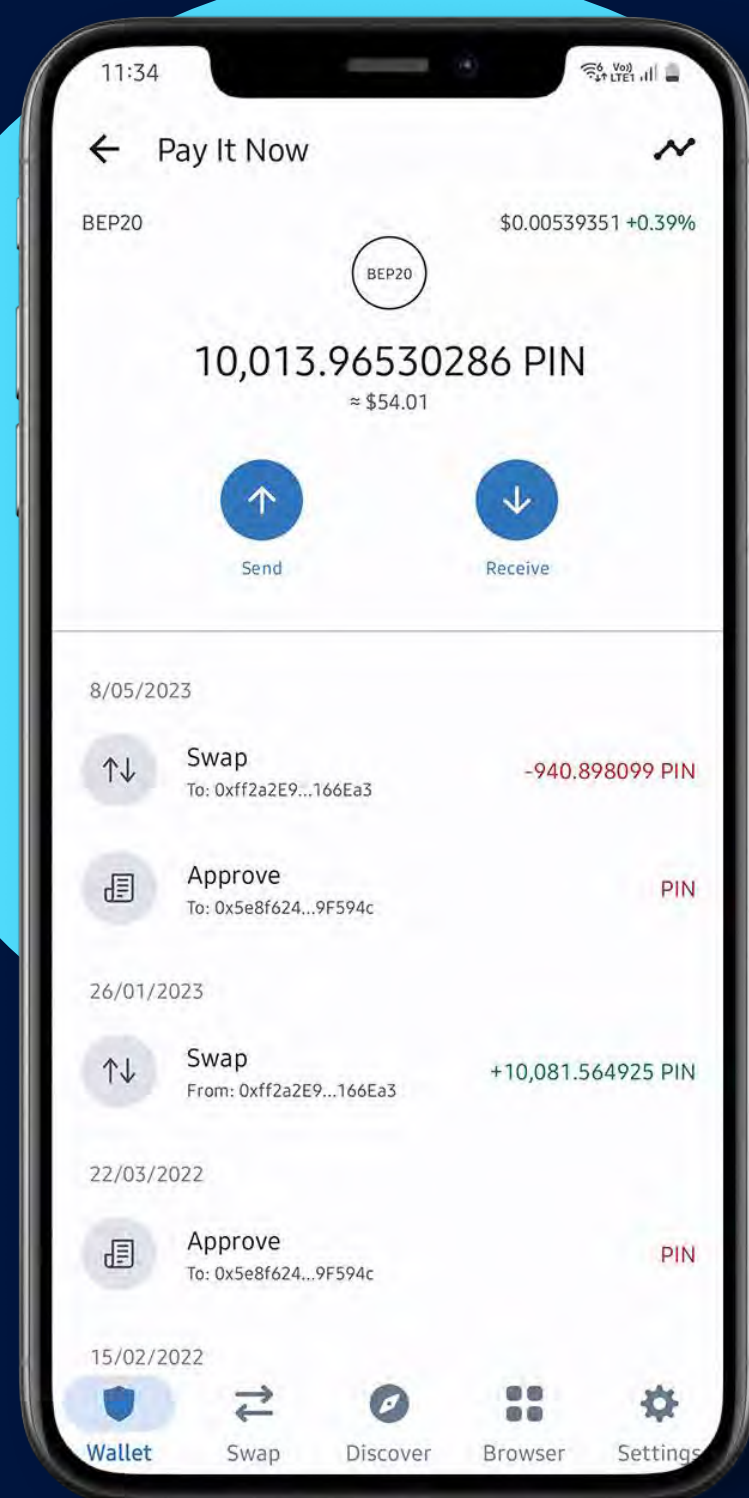 11:34
Vo)) LTE1
Pay It Now
BEP20
$0.00539351 +0.39%
BEP20
10,013.96530286 PIN
≈ $54.01
Send
Receive
8/05/2023
Swap
-940.898099 PIN
To: 0xff2a2E9...166Ea3
Approve
PIN
To: 0x5e8f624...9F594c
26/01/2023
Swap
+10,081.564925 PIN
From: 0xff2a2E9...166Ea3
22/03/2022
Approve
PIN
To: 0x5e8f624...9F594c
15/02/2022
Wallet
Swap
Discover
Browser
Settings